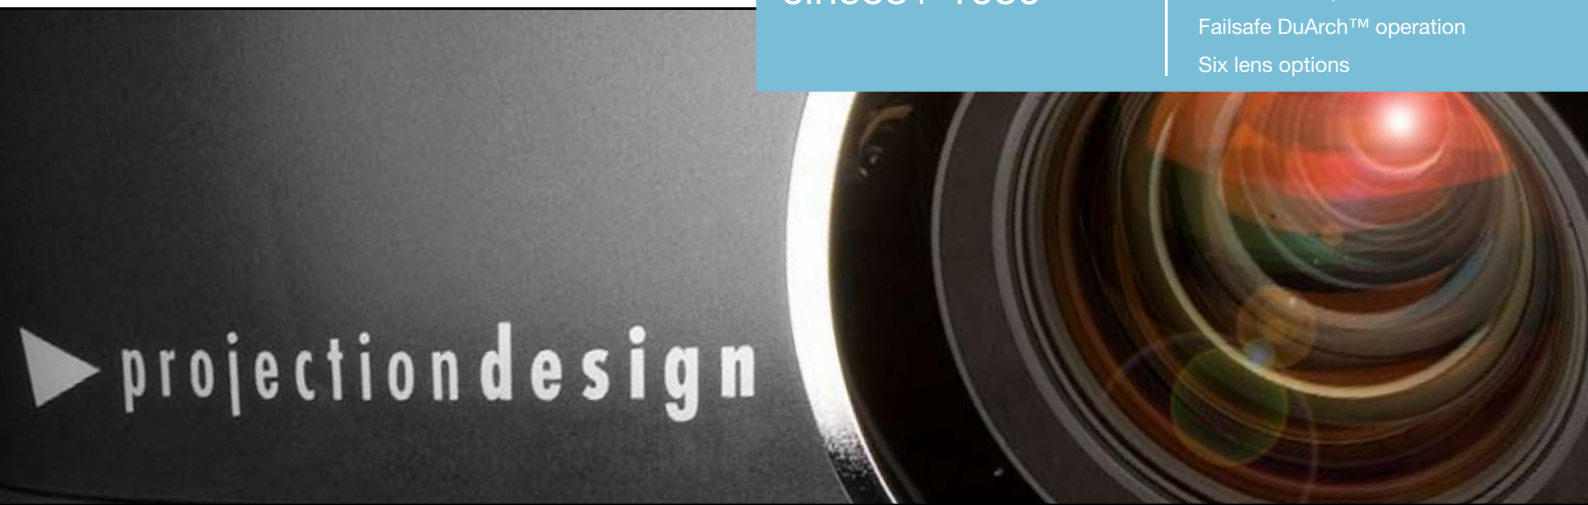 Failsafe DuArch™ operation
Six lens options
projectiondesign